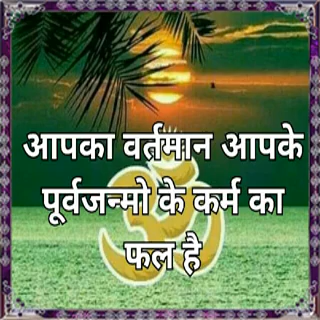 आपका वर्तमान आपके
पूर्वजन्मो के कर्म का
फल है